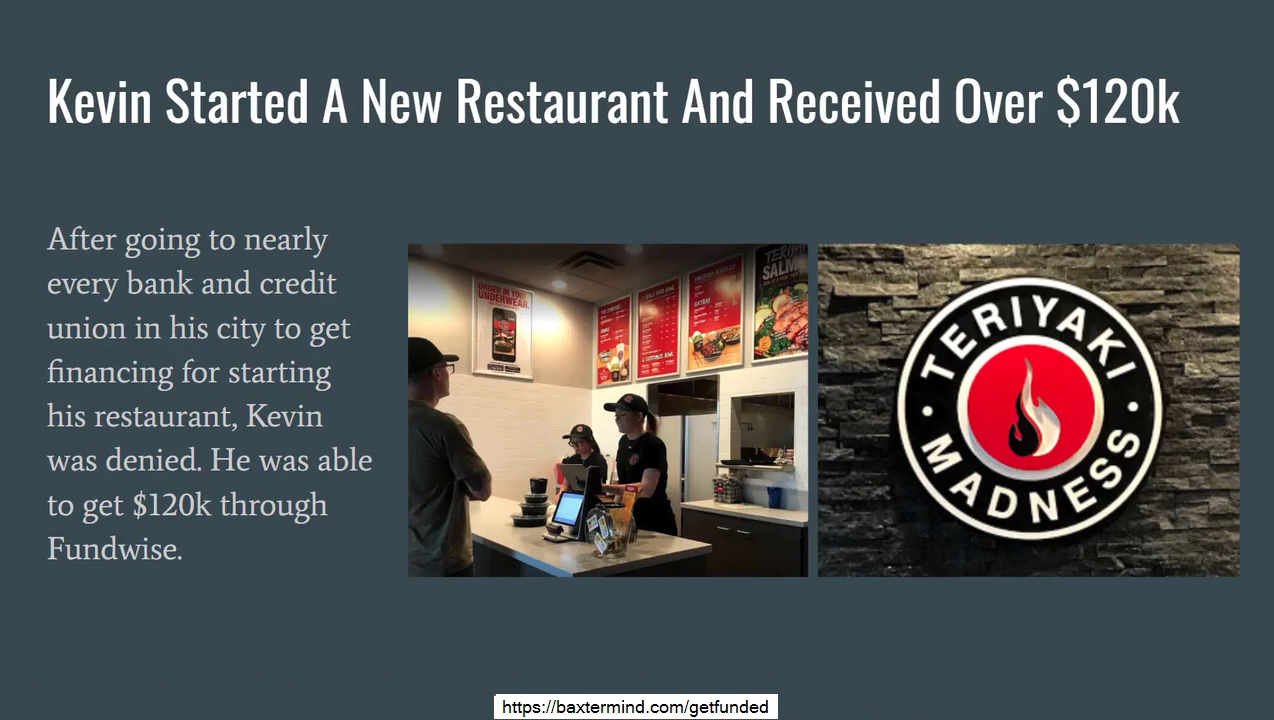 Kevin Started A New Restaurant And Received Over $120k
After going to nearly
every bank and credit
union in his city to get
financing for starting
his restaurant, Kevin
was denied. He was able
to get $120k through
Fundwise.
ORDER IN YOUR
UNDERWEAR.
TERIYAKI
MADNESS
https://baxtermind.com/getfunded